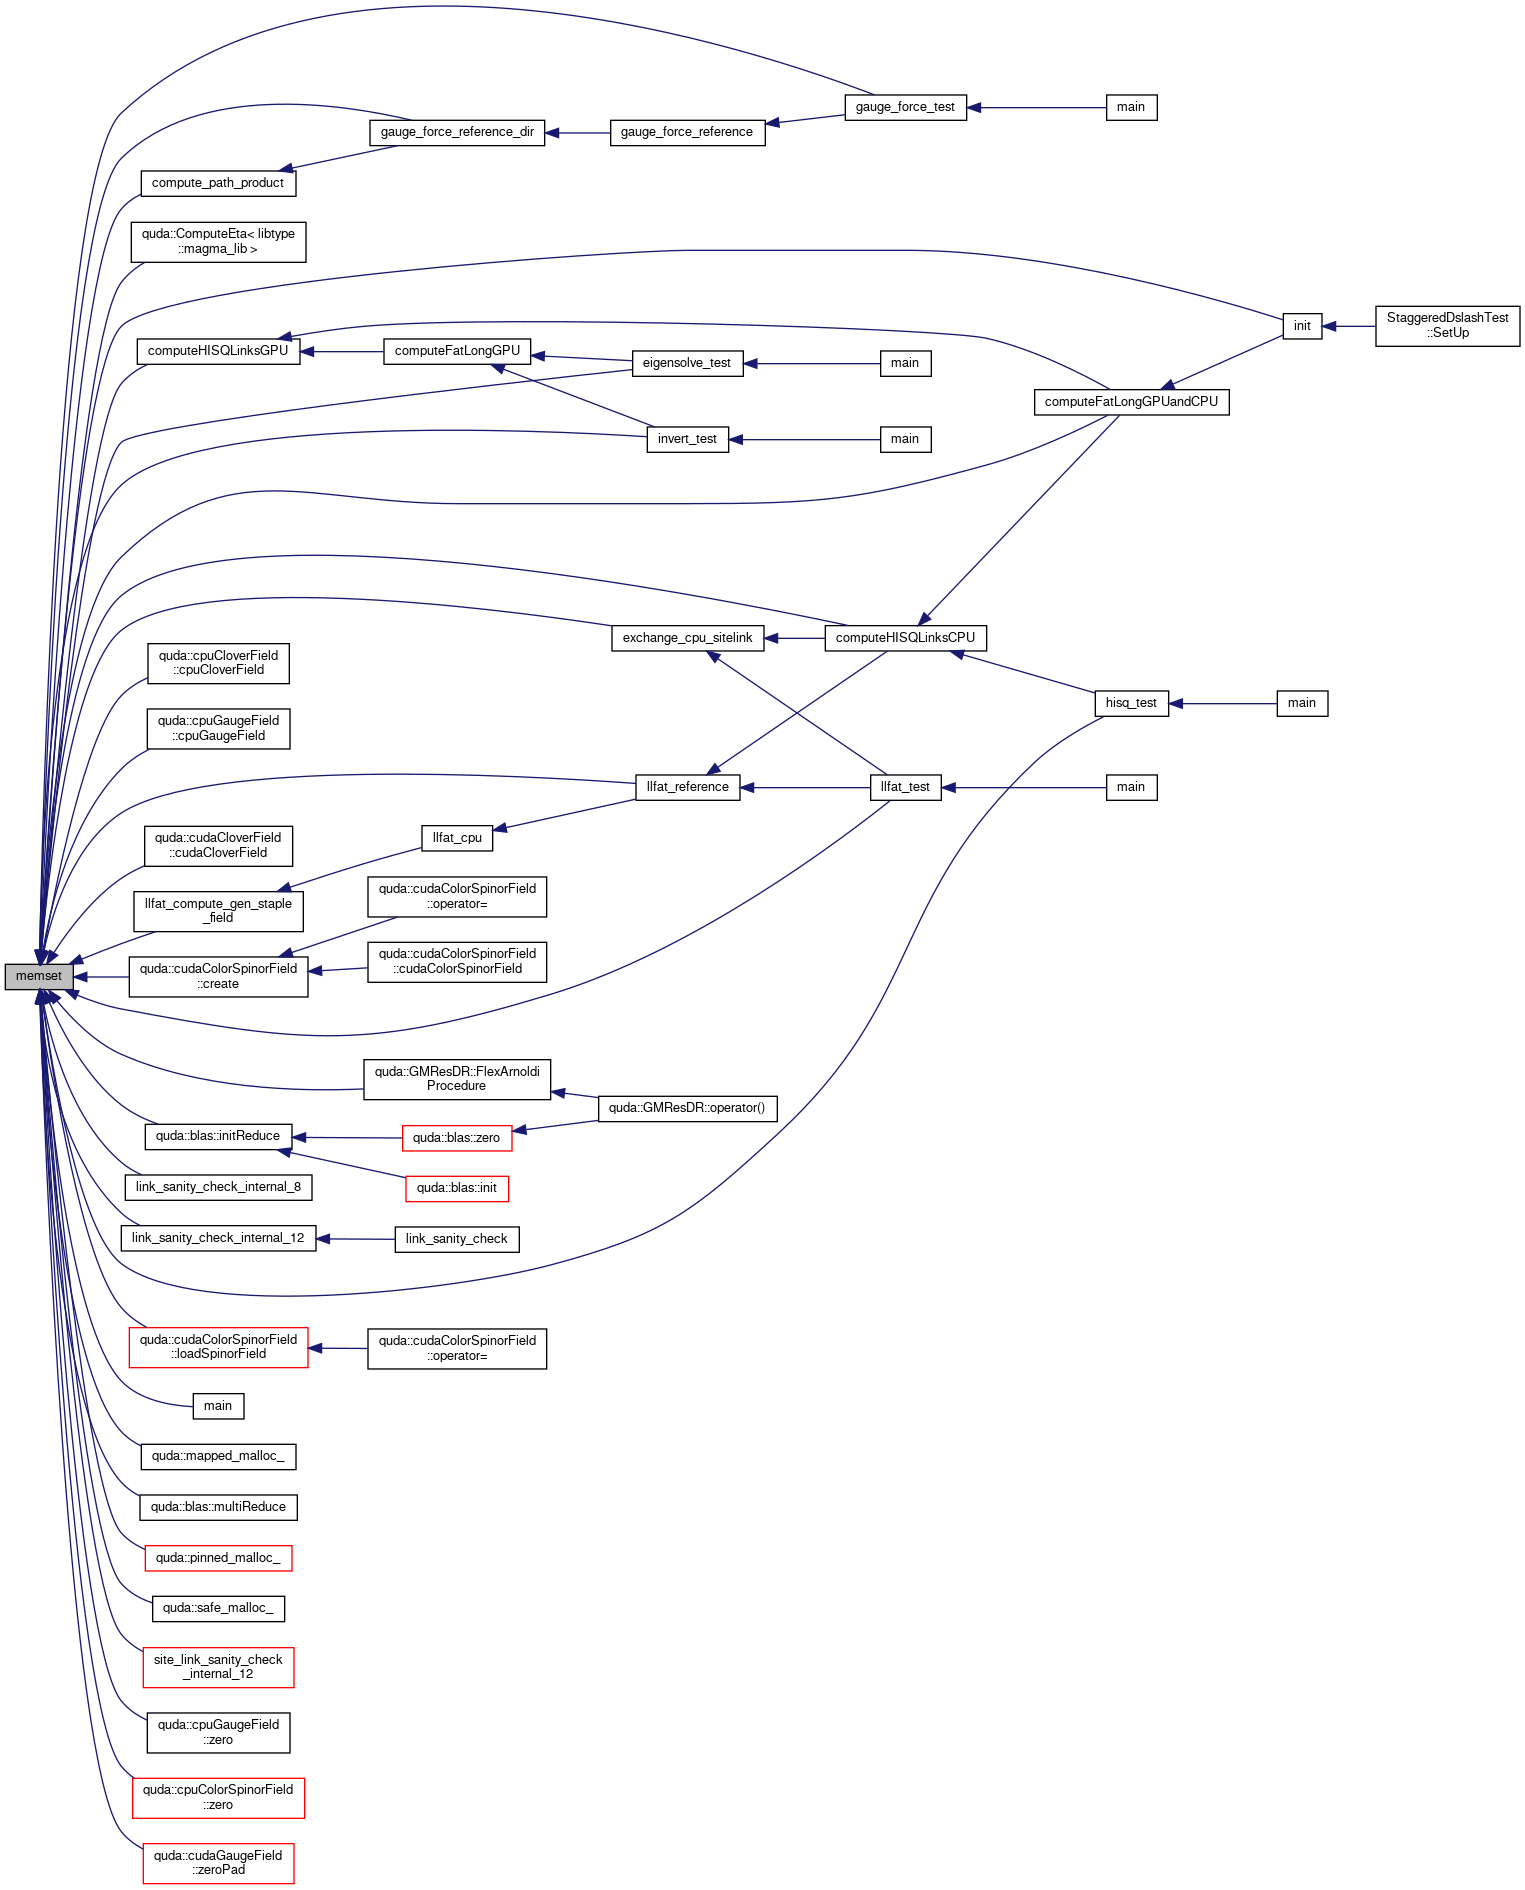 gauge_force_test
main
gauge_force_reference_dir
gauge_force_reference
compute_path_product
quda::ComputeEta< libtype
::magma_lib >
StaggeredDslashTest
::SetUp
init
computeHISQLinksGPU
computeFatLongGPU
eigensolve_test
main
computeFatLongGPUandCPU
invert_test
main
exchange_cpu_sitelink
computeHISQLinksCPU
quda::cpuCloverField
::cpuCloverField
hisq_test
main
quda::cpuGaugeField
::cpuGaugeField
llfat_reference
llfat_test
main
llfat_cpu
quda::cudaCloverField
::cudaCloverField
quda::cudaColorSpinorField
::operator=
llfat_compute_gen_staple
_field
quda::cudaColorSpinorField
::cudaColorSpinorField
memset
quda::cudaColorSpinorField
::create
quda::GMResDR::FlexArnoldi
Procedure
quda::GMResDR::operator()
quda::blas::initReduce
quda::blas::zero
link_sanity_check_internal_8
quda::blas::init
link_sanity_check_internal_12
link_sanity_check
quda::cudaColorSpinorField
::loadSpinorField
quda::cudaColorSpinorField
::operator=
main
quda::mapped_malloc_
quda::blas::multiReduce
quda::pinned_malloc_
quda::safe_malloc_
site_link_sanity_check
_internal_12
quda::cpuGaugeField
::zero
quda::cpuColorSpinorField
::zero
quda::cudaGaugeField
::zeroPad